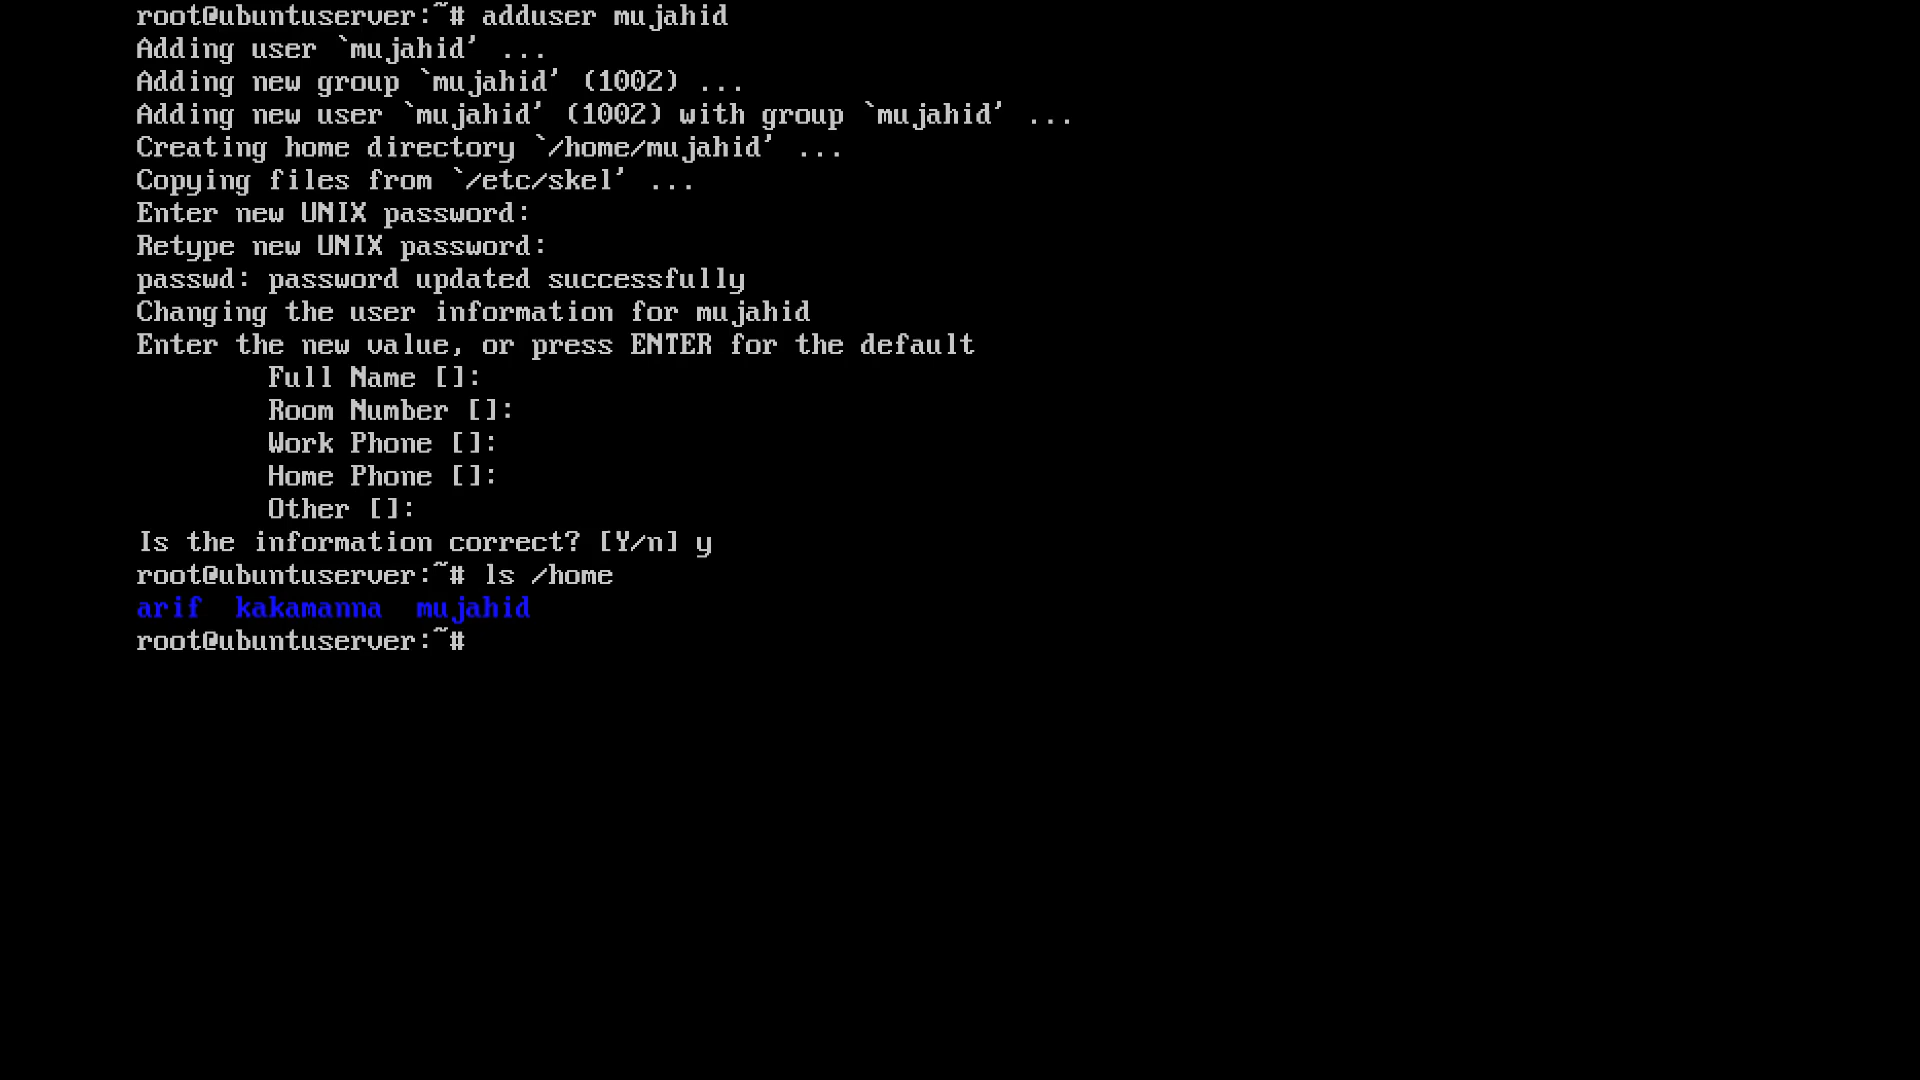 root@ubuntuserver:~# adduser mujahid
Adding user `mujahid' ...
Adding new group `mujahid' (1002) ...
Adding new user `mujahid' (1002) with group `mujahid' ...
Creating home directory `/home/mujahid' ...
Copying files from `/etc/skel' ...
Enter new UNIX password:
Retype new UNIX password:
passwd: password updated successfully
Changing the user information for mujahid
Enter the new value, or press ENTER for the default
Full Name []:
Room Number []:
Work Phone []:
Home Phone []:
Other []:
Is the information correct? [Y/n] y
root@ubuntuserver:~# ls /home
arif kakamanna mujahid
root@ubuntuserver:~#